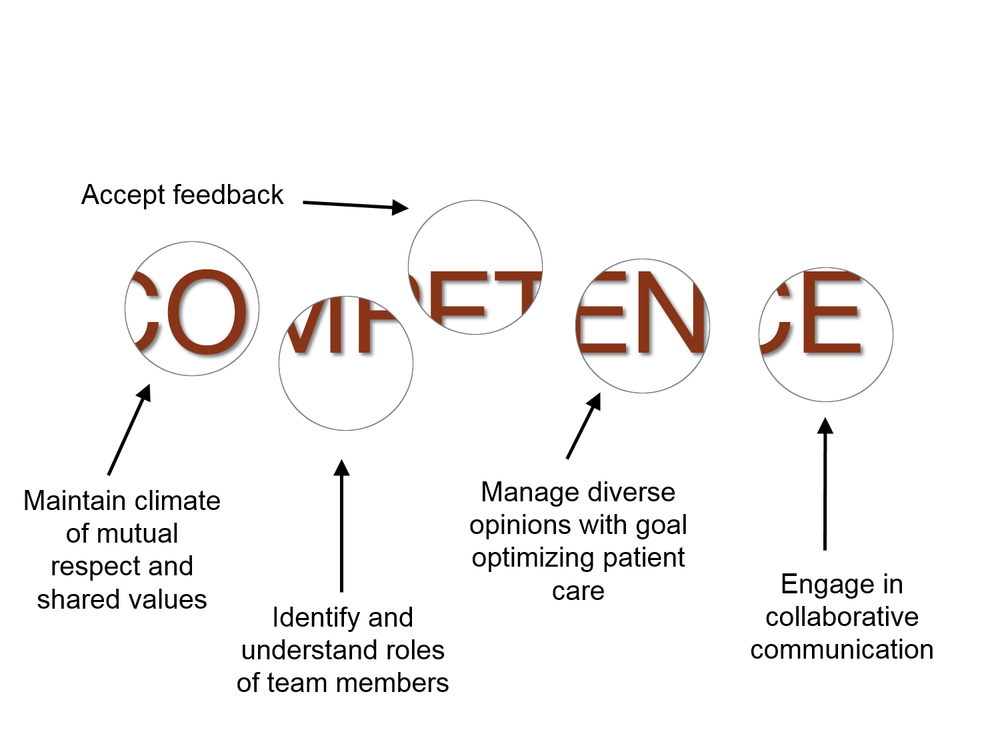 Accept feedback
COMPETENCE
Maintain climate
of mutual
respect and
shared values
Identify and
understand roles
of team members
Manage diverse
opinions with goal
optimizing patient
care
Engage in
collaborative
communication